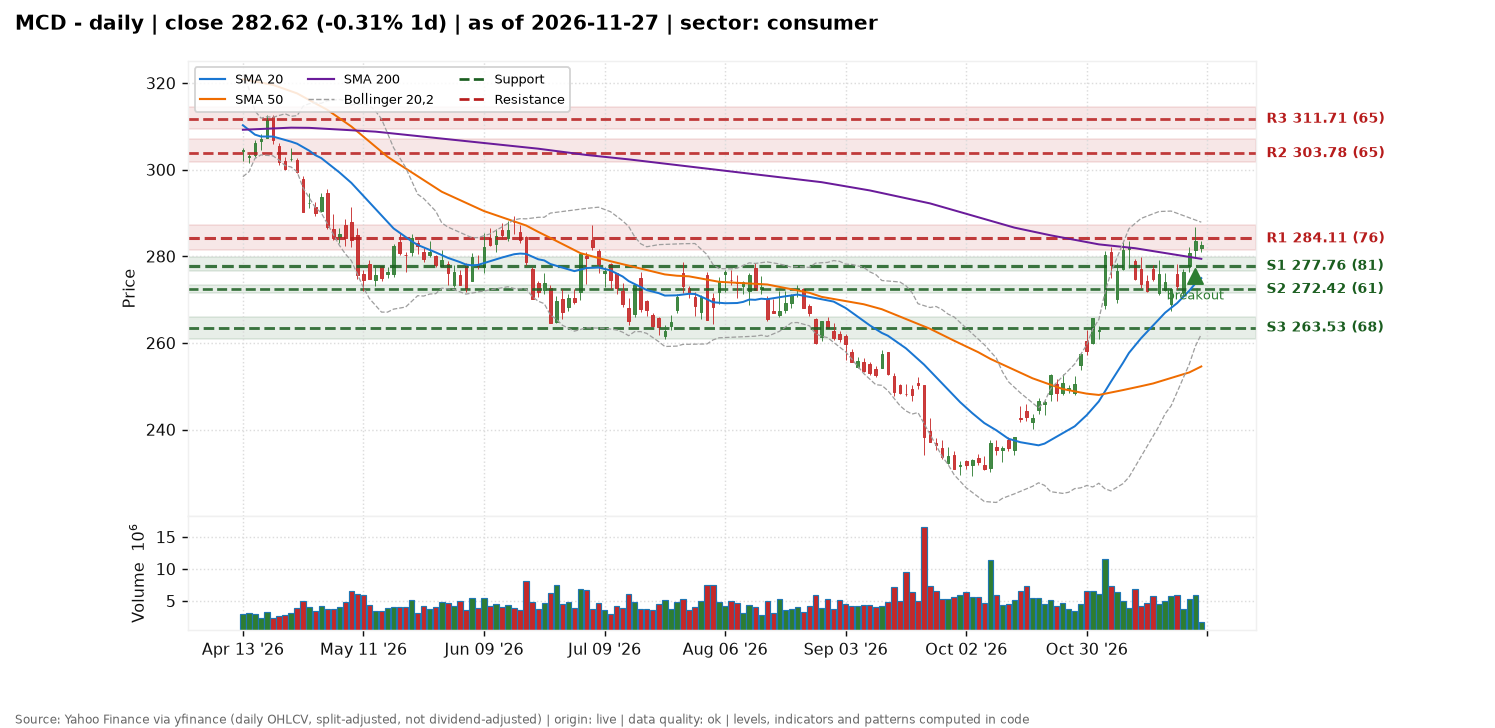 MCD - daily | close 282.62 (-0.31% 1d) | as of 2026-11-27 | sector: consumer
SMA 20
SMA 50
SMA 200
Bollinger 20,2
Support
Resistance
Price
320
300
280
260
240
R3 311.71 (65)
R2 303.78 (65)
R1 284.11 (76)
S1 277.76 (81)
S2 272.42 (61)
S3 263.53 (68)
breakout
Volume 10⁶
15
10
5
Apr 13 '26
May 11 '26
Jun 09 '26
Jul 09 '26
Aug 06 '26
Sep 03 '26
Oct 02 '26
Oct 30 '26
Source: Yahoo Finance via yfinance (daily OHLCV, split-adjusted, not dividend-adjusted) | origin: live | data quality: ok | levels, indicators and patterns computed in code